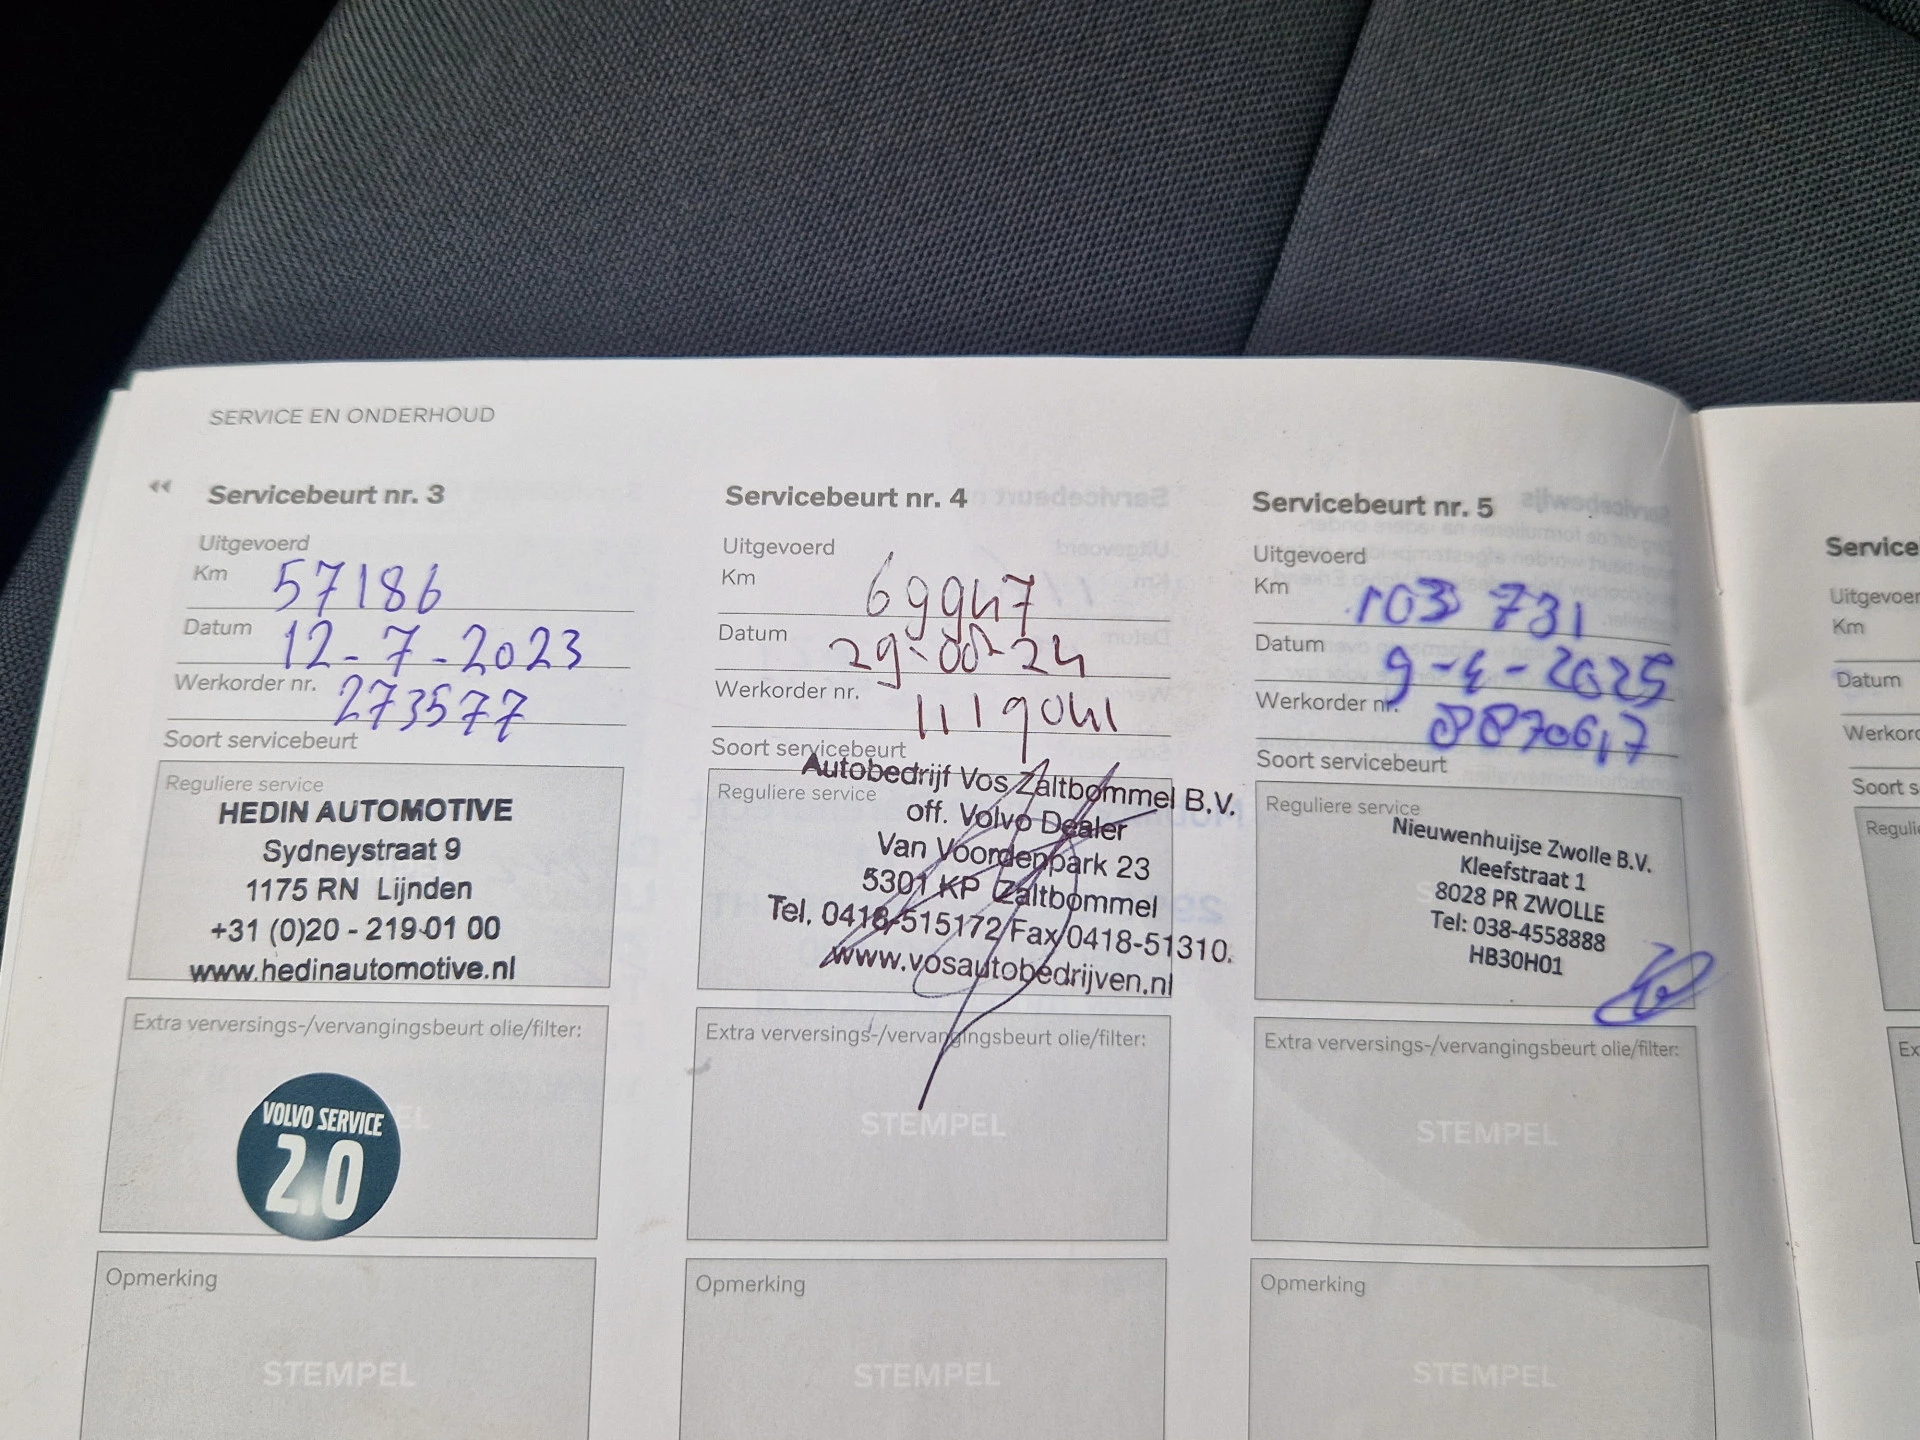 SERVICE EN ONDERHOUD
Servicebeurt nr. 3
Uitgevoerd
Km 57186
Datum 12-7-2023
Werkorder nr. 273577
Soort servicebeurt
Reguliere service
HEDIN AUTOMOTIVE
Sydneystraat 9
1175 RN Lijnden
+31 (0)20 - 219 01 00
www.hedinautomotive.nl
Extra verversings-/vervangingsbeurt olie/filter:
VOLVO SERVICE
2.0
Opmerking
STEMPEL
Servicebeurt nr. 4
Uitgevoerd
Km 69947
Datum
Werkorder nr. 1119041
Soort servicebeurt
Reguliere service
Autobedrijf Vos Zaltbommel B.V.
off. Volvo Dealer
Van Voordenpark 23
5301 KP Zaltbommel
Tel, 0418-515172 Fax 0418-51310.
www.vosautobedrijven.nl
Extra verversings-/vervangingsbeurt olie/filter:
STEMPEL
Opmerking
STEMPEL
Servicebeurt nr. 5
Uitgevoerd
Km 103 731
Datum 9-4-2025
Werkorder nr.
Soort servicebeurt
Reguliere service
Nieuwenhuijse Zwolle B.V.
Kleefstraat 1
8028 PR ZWOLLE
Tel: 038-4558888
HB30H01
Extra verversings-/vervangingsbeurt olie/filter:
STEMPEL
Opmerking
STEMPEL
Service
Uitgevoer
Km
Datum
Werkorc
Soort s
Reguli
Ex